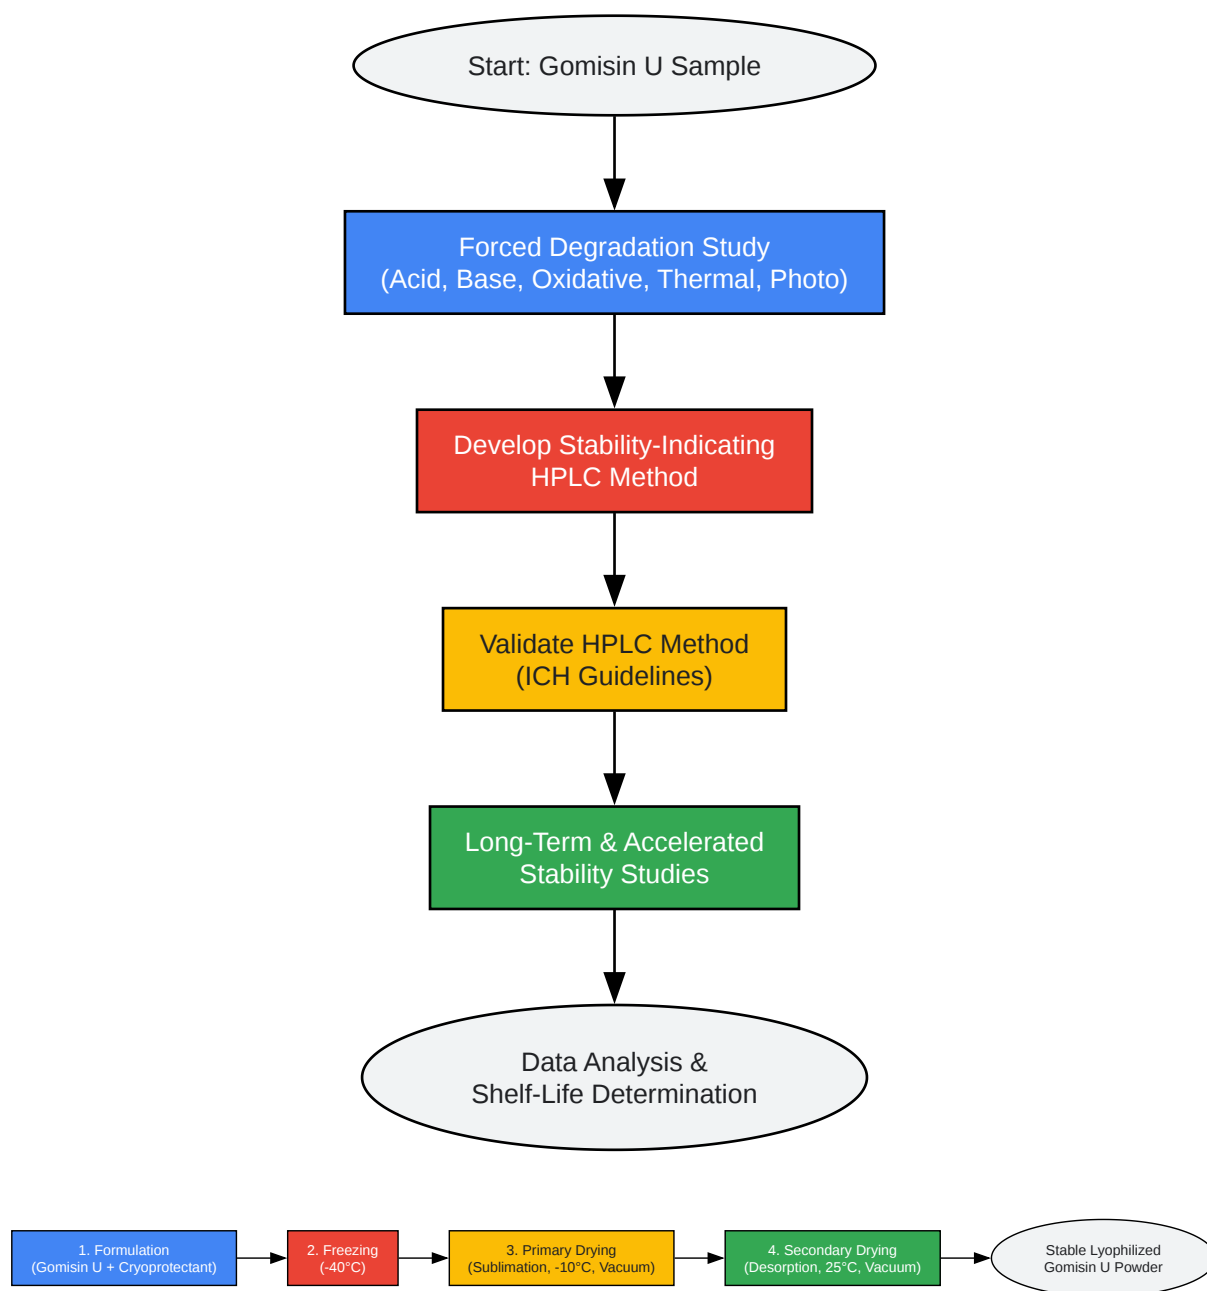 Start: Gomisin U Sample
Forced Degradation Study
(Acid, Base, Oxidative, Thermal, Photo)
Develop Stability-Indicating
HPLC Method
Validate HPLC Method
(ICH Guidelines)
Long-Term & Accelerated
Stability Studies
Data Analysis &
Shelf-Life Determination
1. Formulation
(Gomisin U + Cryoprotectant)
2. Freezing
(-40°C)
3. Primary Drying
(Sublimation, -10°C, Vacuum)
4. Secondary Drying
(Desorption, 25°C, Vacuum)
Stable Lyophilized
Gomisin U Powder